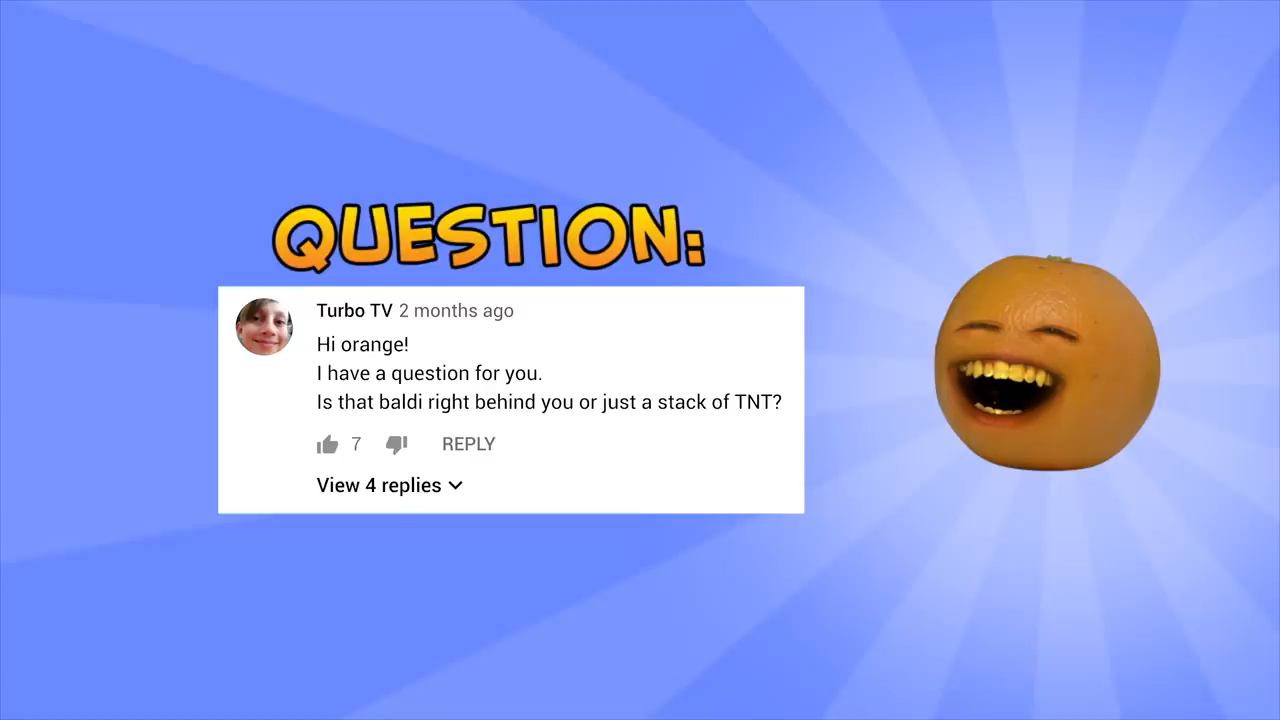 QUESTION:
Turbo TV 2 months ago
Hi orange!
I have a question for you.
Is that baldi right behind you or just a stack of TNT?
7 REPLY
View 4 replies